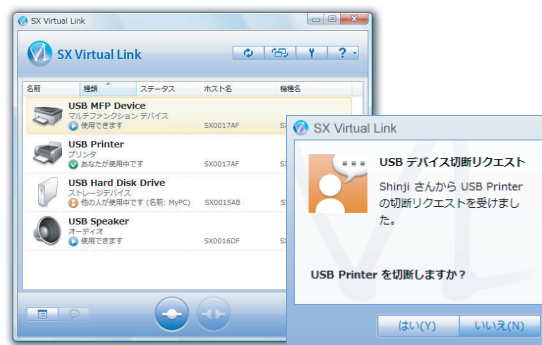 SX Virtual Link
SX Virtual Link
?
名前 種類 ステータス ホスト名 機種名
USB MFP Device
マルチファンクション デバイス
使用できます SX0017AF
USB Printer
プリンタ
あなたが使用中です SX0017AF
USB Hard Disk Drive
ストレージデバイス
他の人が使用中です (名前: MyPC) SX0015AB
USB Speaker
オーディオ
使用できます SX0016DF
SX Virtual Link
USB デバイス切断リクエスト
Shinji さんから USB Printer
の切断リクエストを受けまし
た。
USB Printer を切断しますか？
はい(Y) いいえ(N)